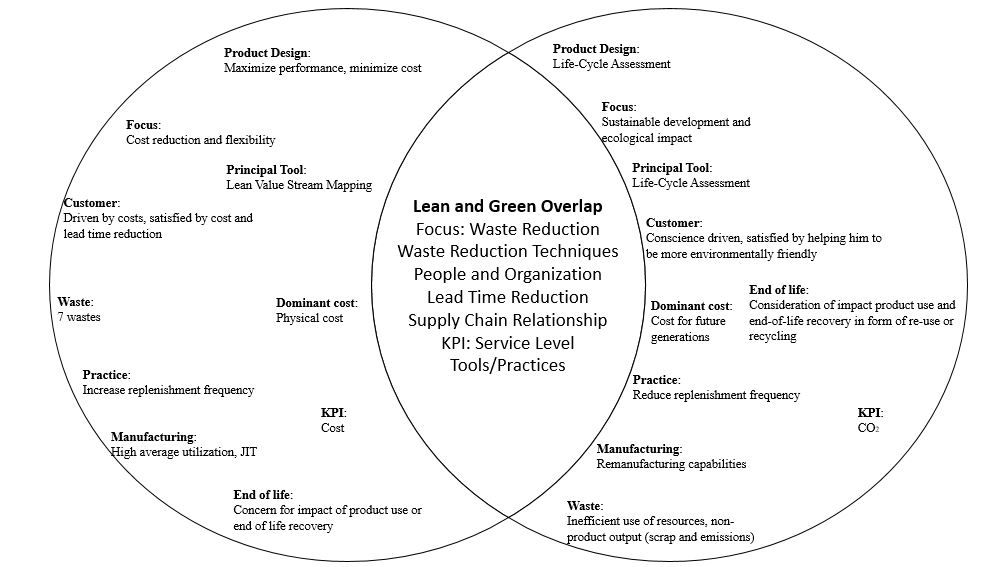 Product Design:
Maximize performance, minimize cost
Focus:
Cost reduction and flexibility
Principal Tool:
Lean Value Stream Mapping
Customer:
Driven by costs, satisfied by cost and
lead time reduction
Waste:
7 wastes
Dominant cost:
Physical cost
Practice:
Increase replenishment frequency
KPI:
Cost
Manufacturing:
High average utilization, JIT
End of life:
Concern for impact of product use or
end of life recovery
Lean and Green Overlap
Focus: Waste Reduction
Waste Reduction Techniques
People and Organization
Lead Time Reduction
Supply Chain Relationship
KPI: Service Level
Tools/Practices
Product Design:
Life-Cycle Assessment
Focus:
Sustainable development and
ecological impact
Principal Tool:
Life-Cycle Assessment
Customer:
Conscience driven, satisfied by helping him to
be more environmentally friendly
Dominant cost:
Cost for future
generations
End of life:
Consideration of impact product use and
end-of-life recovery in form of re-use or
recycling
Practice:
Reduce replenishment frequency
KPI:
CO₂
Manufacturing:
Remanufacturing capabilities
Waste:
Inefficient use of resources, non-
product output (scrap and emissions)